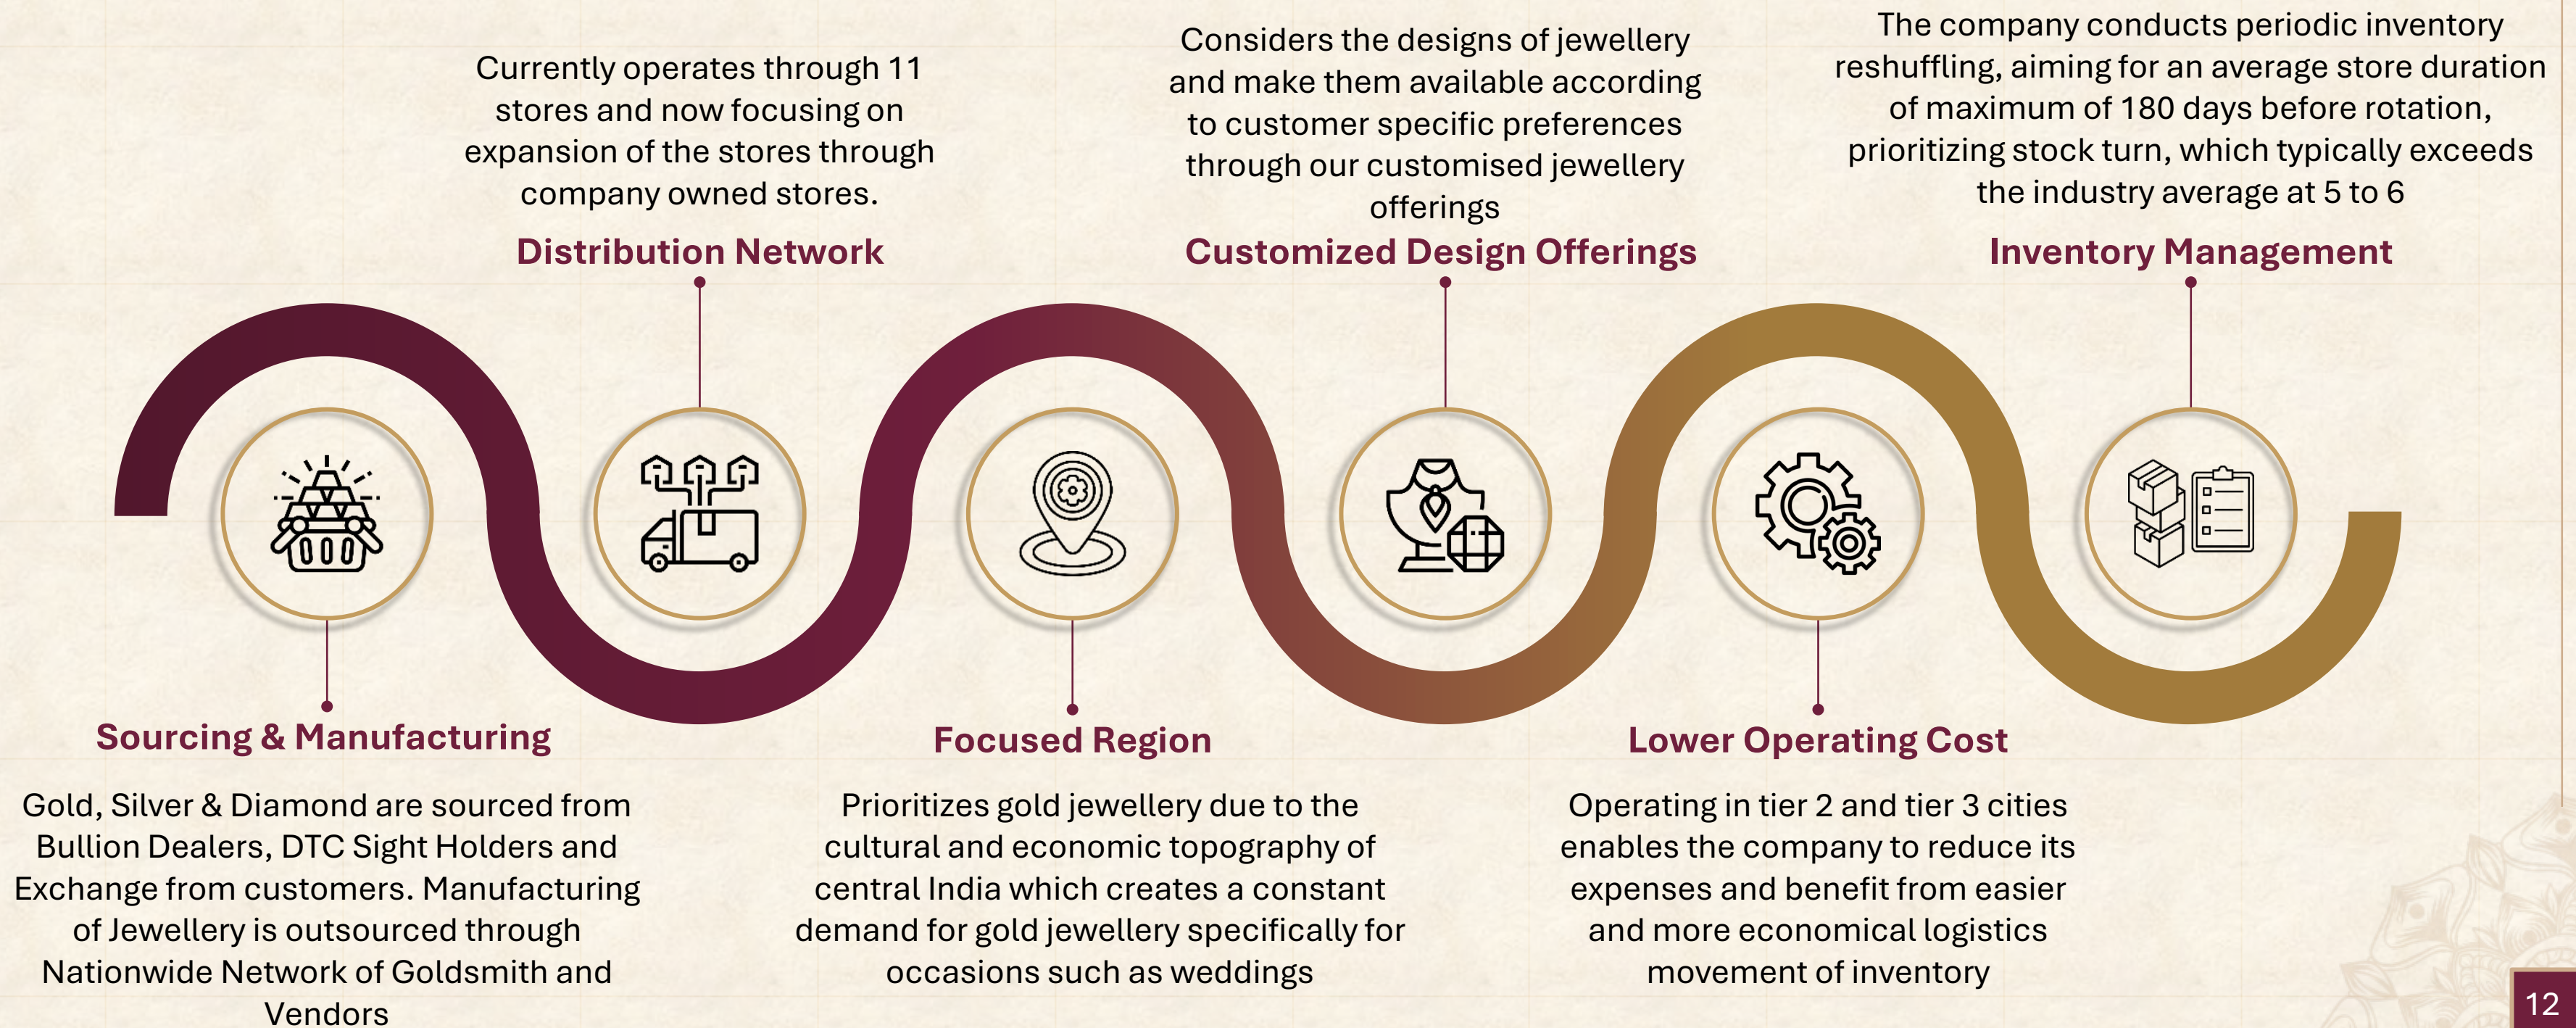 Currently operates through 11
stores and now focusing on
expansion of the stores through
company owned stores.
Distribution Network
Considers the designs of jewellery
and make them available according
to customer specific preferences
through our customised jewellery
offerings
Customized Design Offerings
The company conducts periodic inventory
reshuffling, aiming for an average store duration
of maximum of 180 days before rotation,
prioritizing stock turn, which typically exceeds
the industry average at 5 to 6
Inventory Management
Sourcing & Manufacturing
Gold, Silver & Diamond are sourced from
Bullion Dealers, DTC Sight Holders and
Exchange from customers. Manufacturing
of Jewellery is outsourced through
Nationwide Network of Goldsmith and
Vendors
Focused Region
Prioritizes gold jewellery due to the
cultural and economic topography of
central India which creates a constant
demand for gold jewellery specifically for
occasions such as weddings
Lower Operating Cost
Operating in tier 2 and tier 3 cities
enables the company to reduce its
expenses and benefit from easier
and more economical logistics
movement of inventory
12